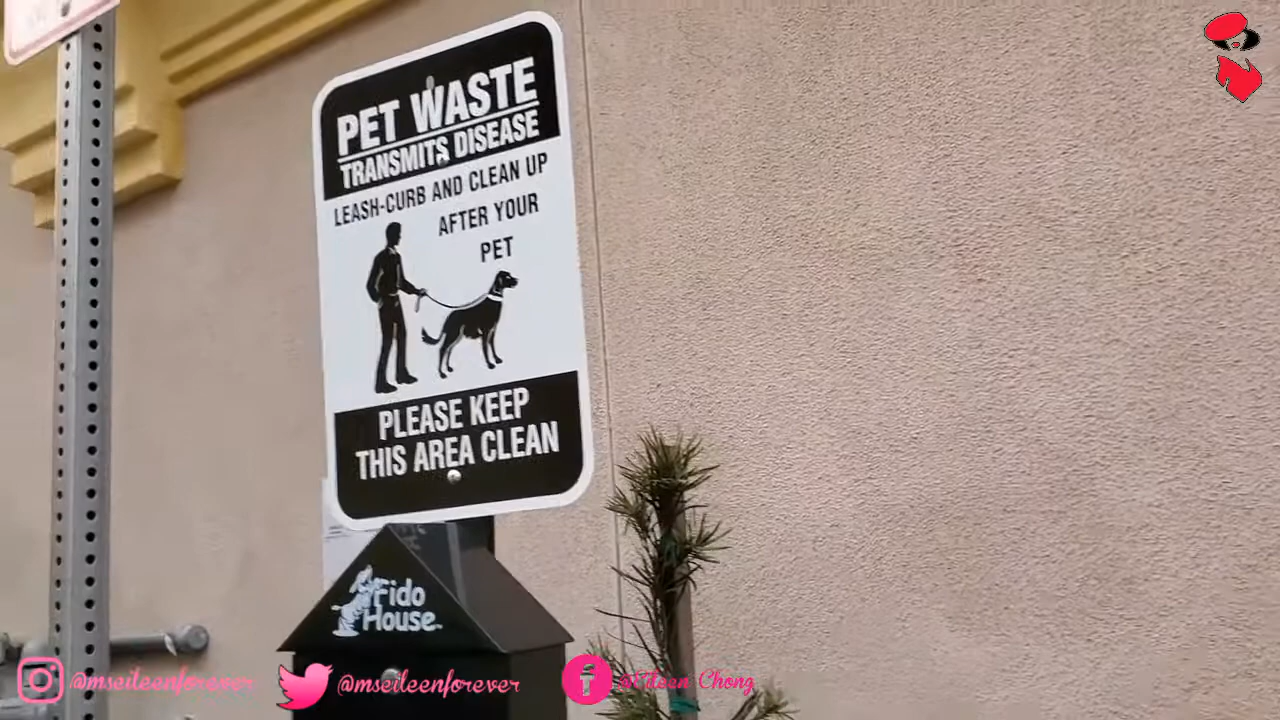 PET WASTE
TRANSMITS DISEASE
LEASH-CURB AND CLEAN UP
AFTER YOUR
PET
PLEASE KEEP
THIS AREA CLEAN
Fido
House
@mseileenforever
@mseileenforever
@Eileen Chong